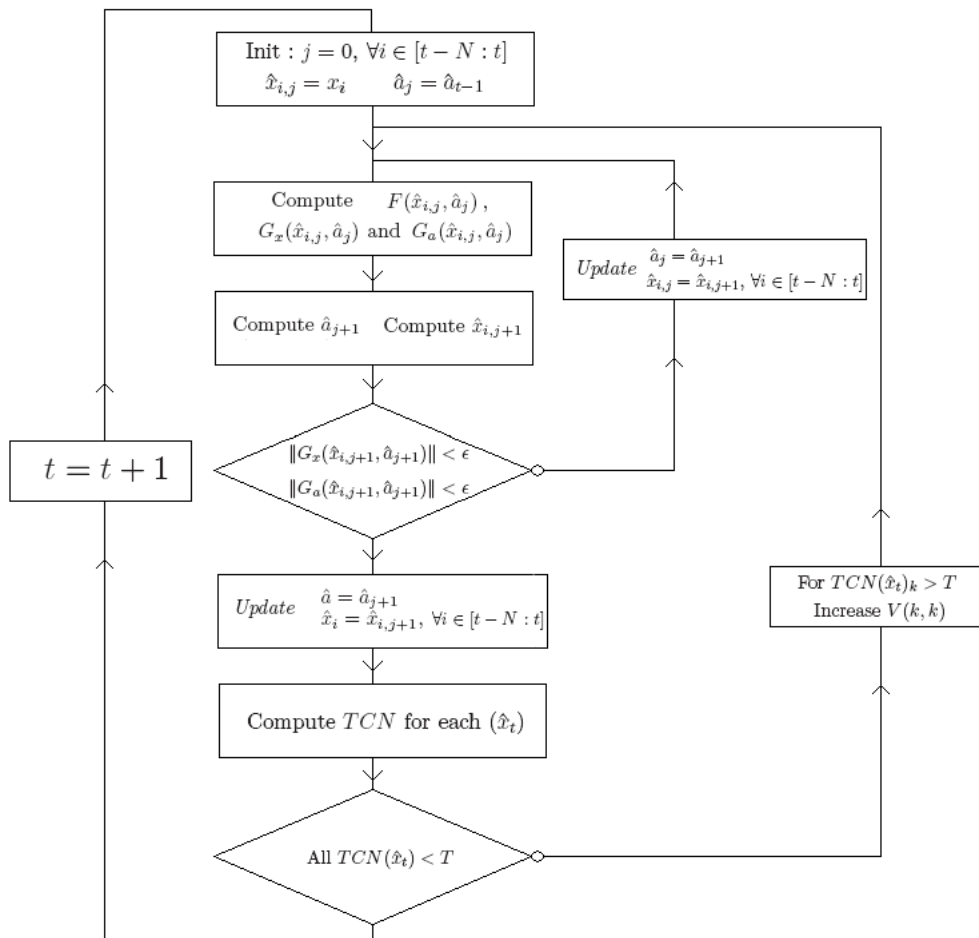 Init : j = 0, ∀i ∈ [t − N : t]
x̂_{i,j} = x_i â_j = â_{t−1}
Compute F(x̂_{i,j}, â_j) ,
G_x(x̂_{i,j}, â_j) and G_a(x̂_{i,j}, â_j)
Compute â_{j+1} Compute x̂_{i,j+1}
‖G_x(x̂_{i,j+1}, â_{j+1})‖ < ϵ
‖G_a(x̂_{i,j+1}, â_{j+1})‖ < ϵ
Update â_j = â_{j+1}
x̂_{i,j} = x̂_{i,j+1}, ∀i ∈ [t − N : t]
t = t + 1
Update â = â_{j+1}
x̂_i = x̂_{i,j+1}, ∀i ∈ [t − N : t]
For TCN(x̂_t)_k > T
Increase V(k, k)
Compute TCN for each (x̂_t)
All TCN(x̂_t) < T